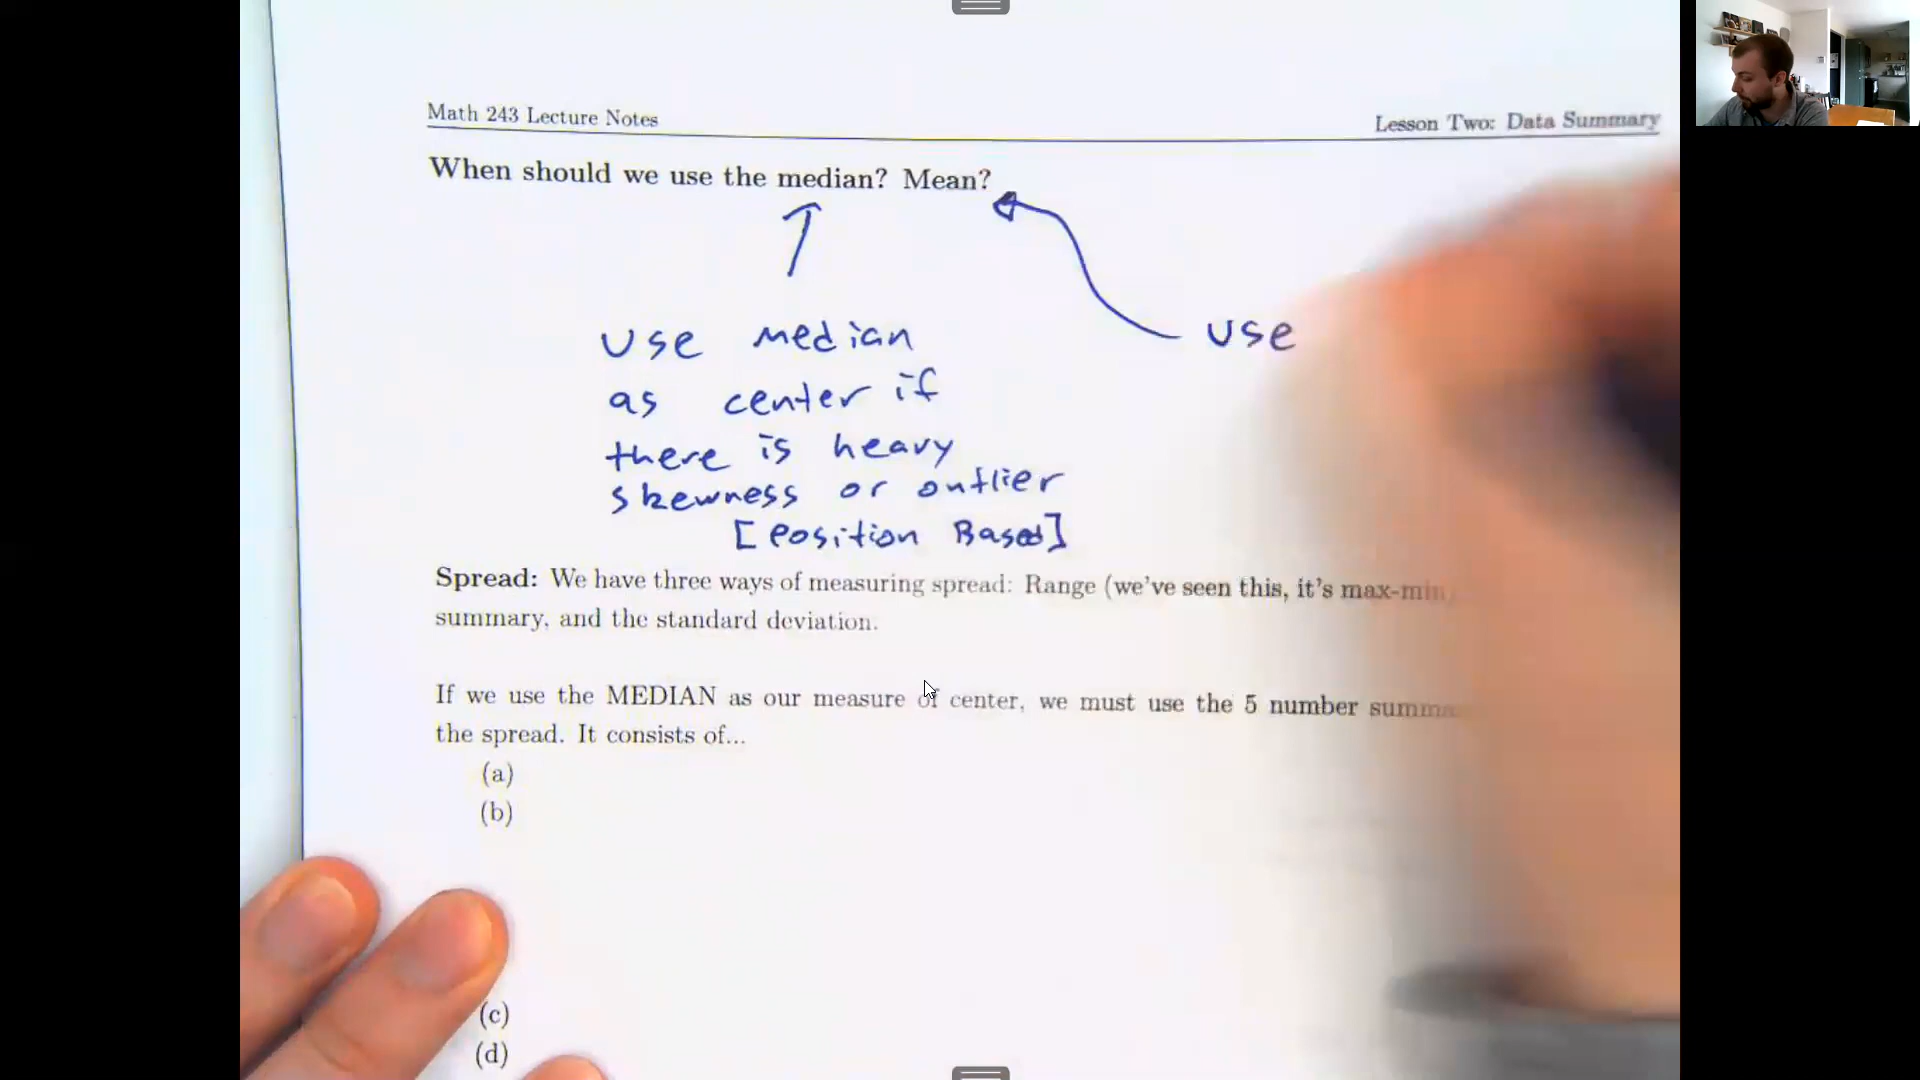 Math 243 Lecture Notes
Lesson Two: Data Summary
When should we use the median? Mean?
use median
as center if
there is heavy
skewness or outlier
[Position Based]
use
Spread: We have three ways of measuring spread: Range (we've seen this, it's max-min
summary, and the standard deviation.
If we use the MEDIAN as our measure of center, we must use the 5 number
the spread. It consists of...
(a)
(b)
(c)
(d)